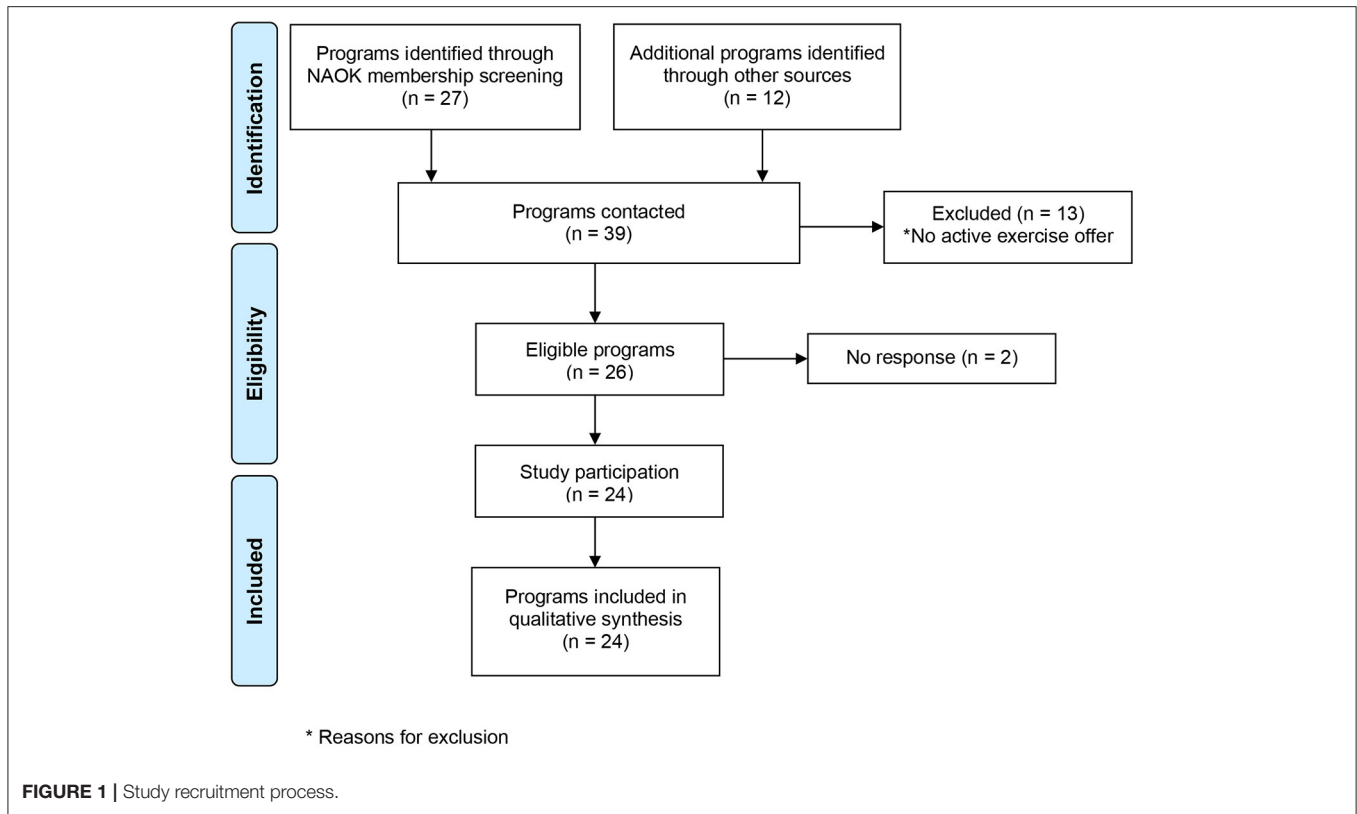 Identification
Programs identified through
NAOK membership screening
(n = 27)
Additional programs identified
through other sources
(n = 12)
Programs contacted
(n = 39)
Excluded (n = 13)
*No active exercise offer
Eligibility
Eligible programs
(n = 26)
No response (n = 2)
Study participation
(n = 24)
Included
Programs included in
qualitative synthesis
(n = 24)
* Reasons for exclusion
FIGURE 1 | Study recruitment process.